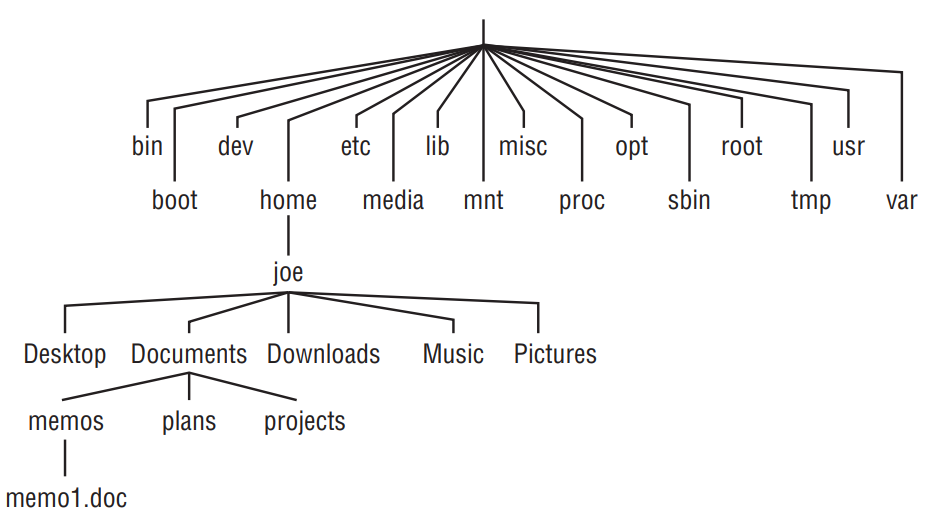 bin dev etc lib misc opt root usr
boot home media mnt proc sbin tmp var
joe
Desktop Documents Downloads Music Pictures
memos plans projects
memo1.doc